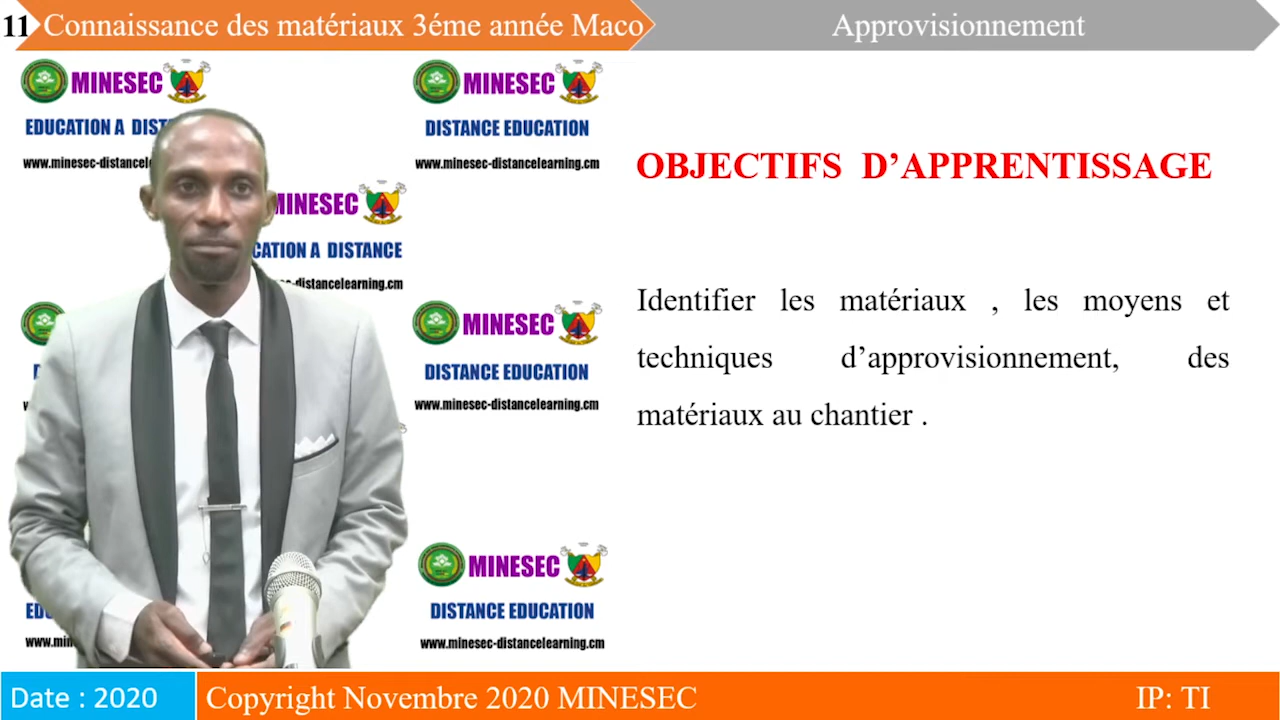 11 Connaissance des matériaux 3éme année Maco
Approvisionnement
MINESEC
EDUCATION A
MINESEC
DISTANCE EDUCATION
www.minesec-distancelearning.cm
OBJECTIFS D’APPRENTISSAGE
MINESEC
A DISTANCE
Identifier les matériaux , les moyens et
techniques d’approvisionnement, des
matériaux au chantier .
MINESEC
DISTANCE EDUCATION
www.minesec-distancelearning.cm
MINESEC
DISTANCE EDUCATION
www.minesec-distancelearning.cm
Date : 2020
Copyright Novembre 2020 MINESEC
IP: TI